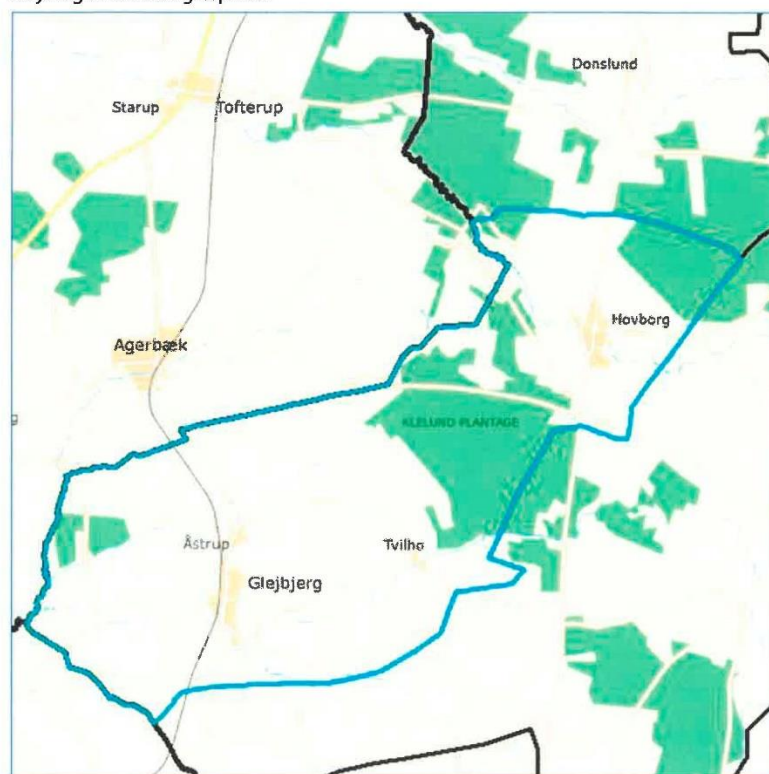 Donslund
Starup
Tofterup
Hovborg
Agerbæk
KLELUND PLANTAGE
g
Åstrup
Tvilho
Glejbjerg